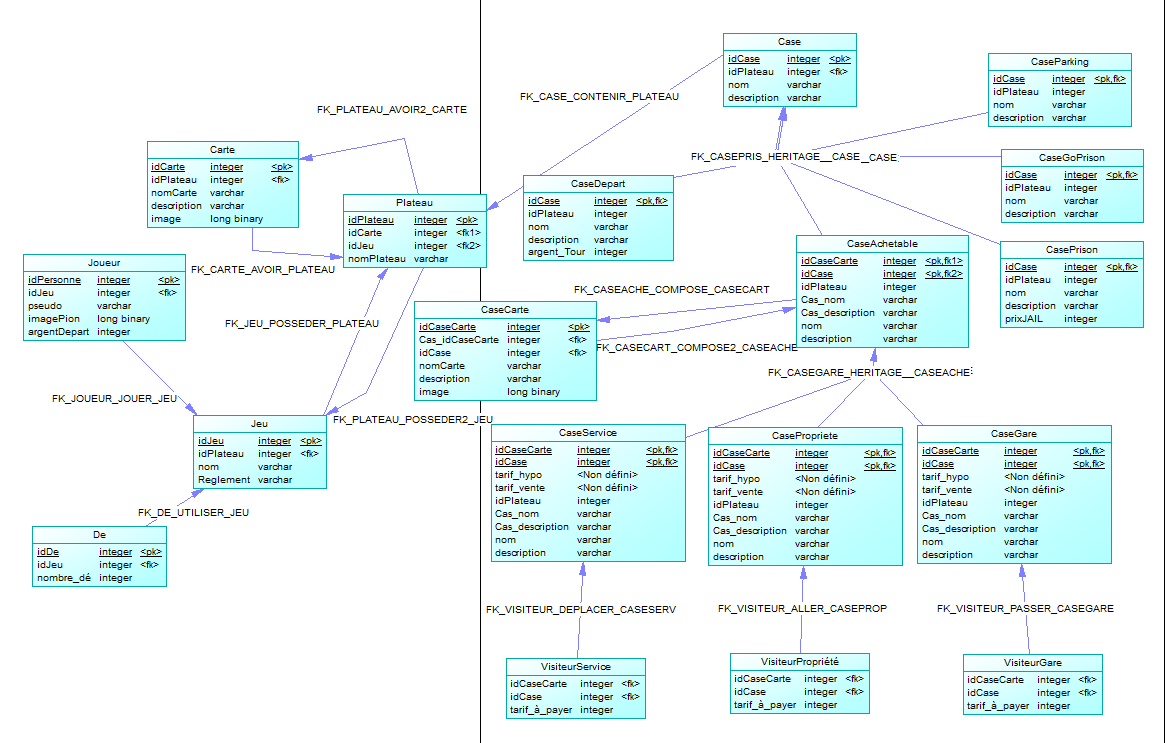 Case
idCase integer <pk>
idPlateau integer <fk>
nom varchar
description varchar
CaseParking
idCase integer <pk,fk>
idPlateau integer
nom varchar
description varchar
FK_CASE_CONTENIR_PLATEAU
FK_PLATEAU_AVOIR2_CARTE
Carte
idCarte integer <pk>
idPlateau integer <fk>
nomCarte varchar
description varchar
image long binary
FK_CASEPRIS_HERITAGE__CASE__CASE
CaseGoPrison
idCase integer <pk,fk>
idPlateau integer
nom varchar
description varchar
CaseDepart
idCase integer <pk,fk>
idPlateau integer
nom varchar
description varchar
argent_Tour integer
Plateau
idPlateau integer <pk>
idCarte integer <fk1>
idJeu integer <fk2>
nomPlateau varchar
CaseAchetable
idCaseCarte integer <pk,fk1>
idCase integer <pk,fk2>
idPlateau integer
Cas_nom varchar
Cas_description varchar
nom varchar
description varchar
CasePrison
idCase integer <pk,fk>
idPlateau integer
nom varchar
description varchar
prixJAIL integer
Joueur
idPersonne integer <pk>
idJeu integer <fk>
pseudo varchar
imagePion long binary
argentDepart integer
FK_CARTE_AVOIR_PLATEAU
FK_CASEACHE_COMPOSE_CASECART
CaseCarte
idCaseCarte integer <pk>
Cas_idCaseCarte integer <fk>
idCase integer <fk>
nomCarte varchar
description varchar
image long binary
FK_JEU_POSSEDER_PLATEAU
FK_CASECART_COMPOSE2_CASEACHE
FK_CASEGARE_HERITAGE__CASEACHE
FK_JOUEUR_JOUER_JEU
FK_PLATEAU_POSSEDER2_JEU
Jeu
idJeu integer <pk>
idPlateau integer <fk>
nom varchar
Reglement varchar
CaseService
idCaseCarte integer <pk,fk>
idCase integer <pk,fk>
tarif_hypo <Non défini>
tarif_vente <Non défini>
idPlateau integer
Cas_nom varchar
Cas_description varchar
nom varchar
description varchar
CasePropriete
idCaseCarte integer <pk,fk>
idCase integer <pk,fk>
tarif_hypo <Non défini>
tarif_vente <Non défini>
idPlateau integer
Cas_nom varchar
Cas_description varchar
nom varchar
description varchar
CaseGare
idCaseCarte integer <pk,fk>
idCase integer <pk,fk>
tarif_hypo <Non défini>
tarif_vente <Non défini>
idPlateau integer
Cas_nom varchar
Cas_description varchar
nom varchar
description varchar
FK_DE_UTILISER_JEU
De
idDe integer <pk>
idJeu integer <fk>
nombre_dé integer
FK_VISITEUR_DEPLACER_CASESERV
FK_VISITEUR_ALLER_CASEPROP
FK_VISITEUR_PASSER_CASEGARE
VisiteurService
idCaseCarte integer <fk>
idCase integer <fk>
tarif_à_payer integer
VisiteurPropriété
idCaseCarte integer <fk>
idCase integer <fk>
tarif_à_payer integer
VisiteurGare
idCaseCarte integer <fk>
idCase integer <fk>
tarif_à_payer integer